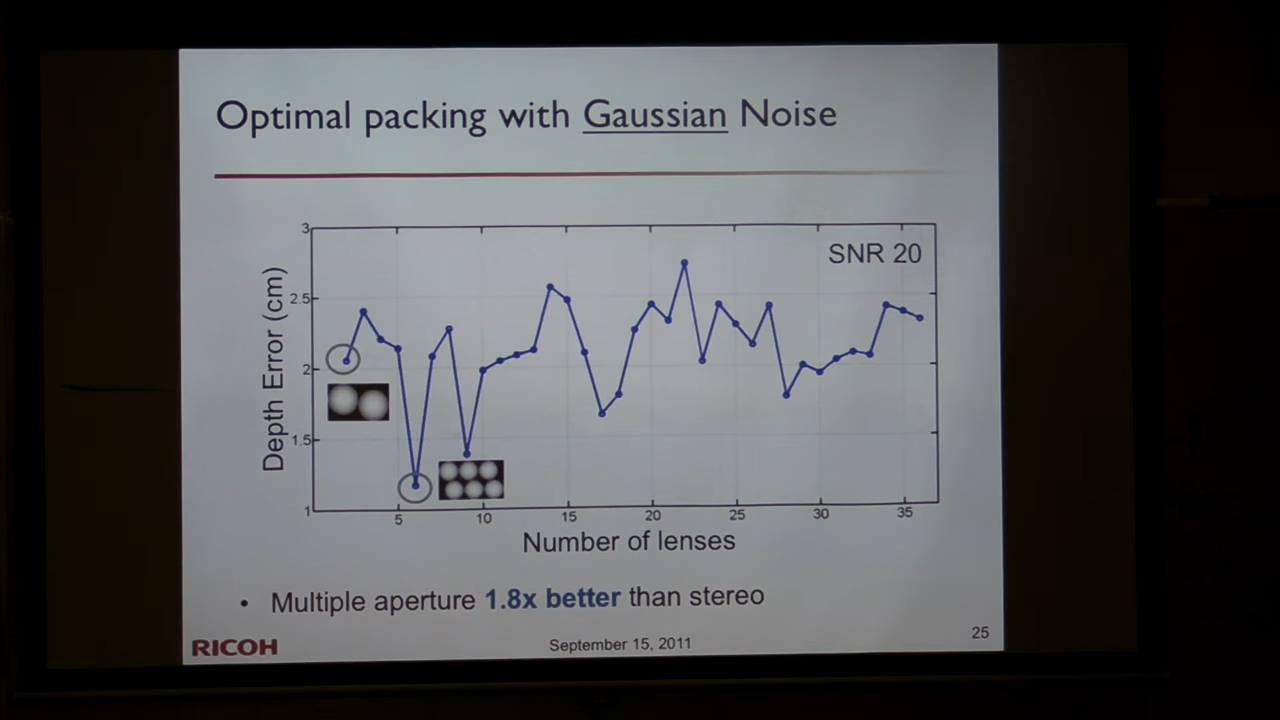 Optimal packing with Gaussian Noise
SNR 20
Depth Error (cm)
3
2.5
2
1.5
1
5 10 15 20 25 30 35
Number of lenses
• Multiple aperture 1.8x better than stereo
RICOH
September 15, 2011
25